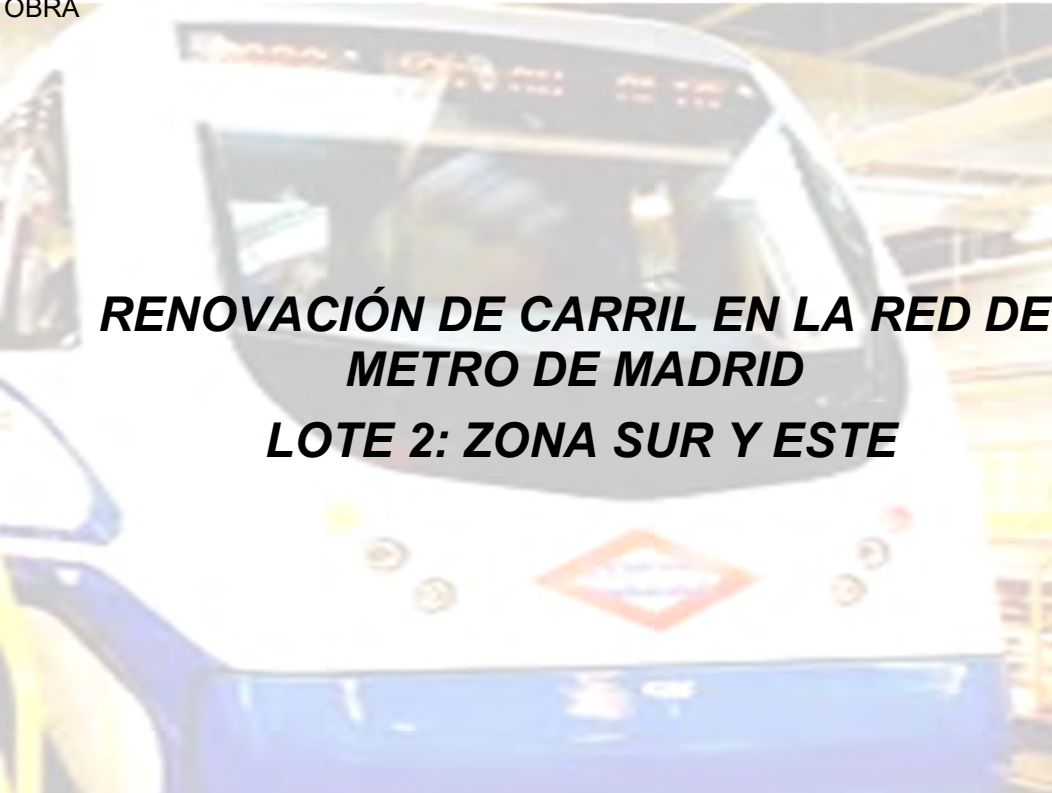 OBRA
RENOVACIÓN DE CARRIL EN LA RED DE
METRO DE MADRID
LOTE 2: ZONA SUR Y ESTE